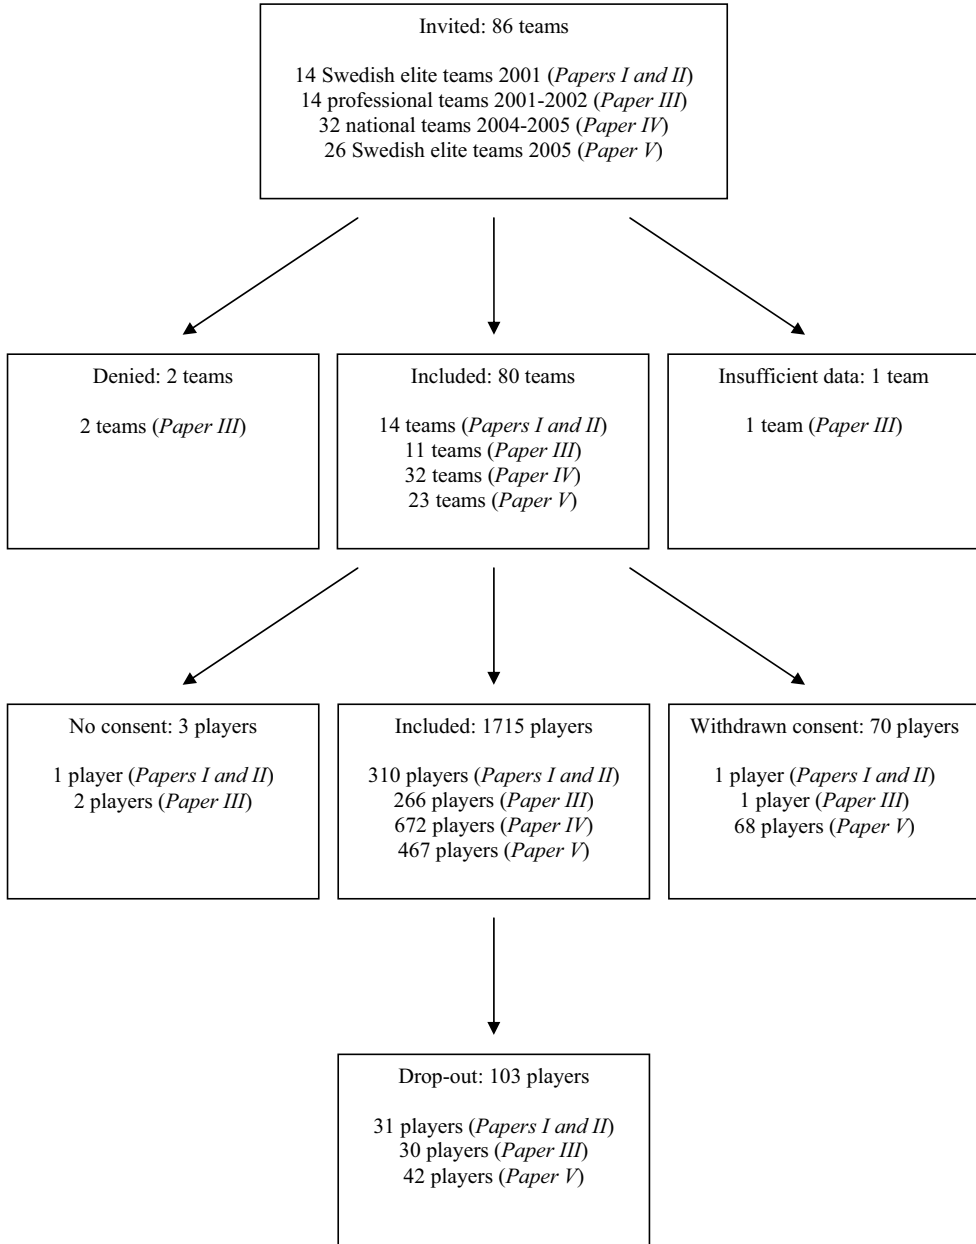 Invited: 86 teams
14 Swedish elite teams 2001 (Papers I and II)
14 professional teams 2001-2002 (Paper III)
32 national teams 2004-2005 (Paper IV)
26 Swedish elite teams 2005 (Paper V)
Denied: 2 teams
2 teams (Paper III)
Included: 80 teams
14 teams (Papers I and II)
11 teams (Paper III)
32 teams (Paper IV)
23 teams (Paper V)
Insufficient data: 1 team
1 team (Paper III)
No consent: 3 players
1 player (Papers I and II)
2 players (Paper III)
Included: 1715 players
310 players (Papers I and II)
266 players (Paper III)
672 players (Paper IV)
467 players (Paper V)
Withdrawn consent: 70 players
1 player (Papers I and II)
1 player (Paper III)
68 players (Paper V)
Drop-out: 103 players
31 players (Papers I and II)
30 players (Paper III)
42 players (Paper V)